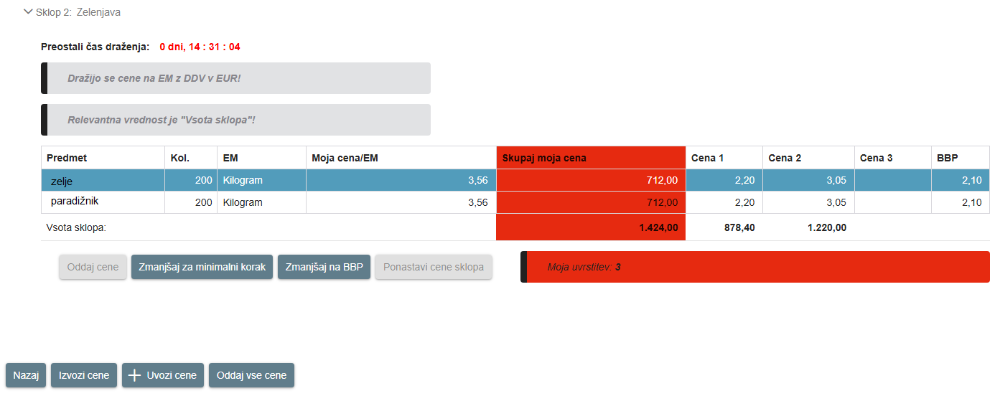 Sklop 2: Zelenjava
Preostali čas draženja: 0 dni, 14 : 31 : 04
Dražijo se cene na EM z DDV v EUR!
Relevantna vrednost je "Vsota sklopa"!
Predmet Kol. EM Moja cena/EM Skupaj moja cena Cena 1 Cena 2 Cena 3 BBP
zelje 200 Kilogram 3,56 712,00 2,20 3,05 2,10
paradižnik 200 Kilogram 3,56 712,00 2,20 3,05 2,10
Vsota sklopa: 1.424,00 878,40 1.220,00
Oddaj cene Zmanjšaj za minimalni korak Zmanjšaj na BBP Ponastavi cene sklopa Moja uvrstitev: 3
Nazaj Izvozi cene Uvozi cene Oddaj vse cene